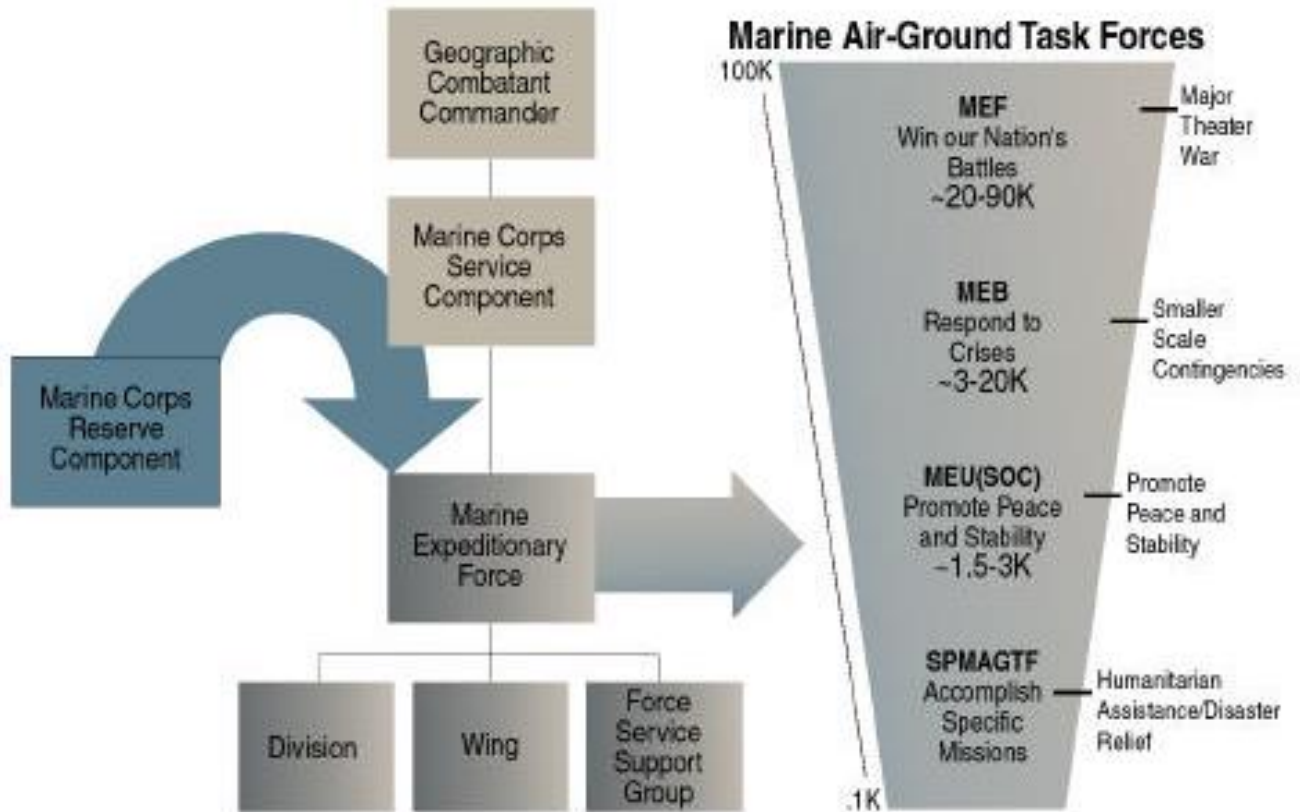 Geographic
Combatant
Commander
Marine Corps
Service
Component
Marine Corps
Reserve
Component
Marine
Expeditionary
Force
Division
Wing
Force
Service
Support
Group
Marine Air-Ground Task Forces
100K
MEF
Win our Nation's
Battles
~20-90K
Major
Theater
War
MEB
Respond to
Crises
~3-20K
Smaller
Scale
Contingencies
MEU(SOC)
Promote Peace
and Stability
~1.5-3K
Promote
Peace and
Stability
SPMAGTF
Accomplish
Specific
Missions
Humanitarian
Assistance/Disaster
Relief
.1K